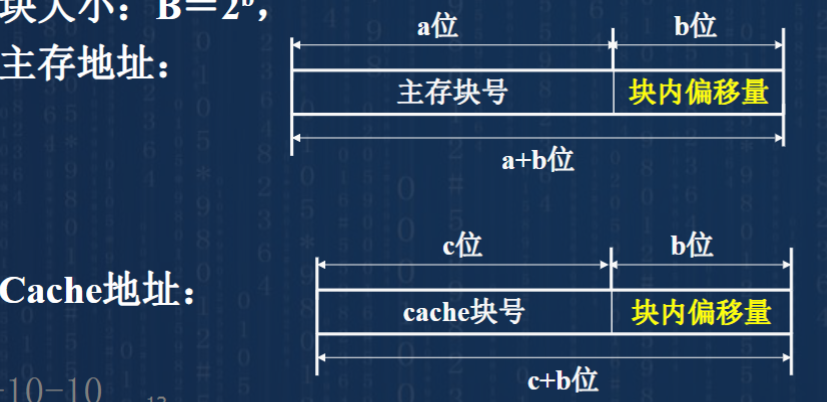 块大小：B＝2ᵇ，
a位 b位
主存地址：
主存块号 块内偏移量
a+b位
c位 b位
Cache地址：
cache块号 块内偏移量
c+b位
-10-10